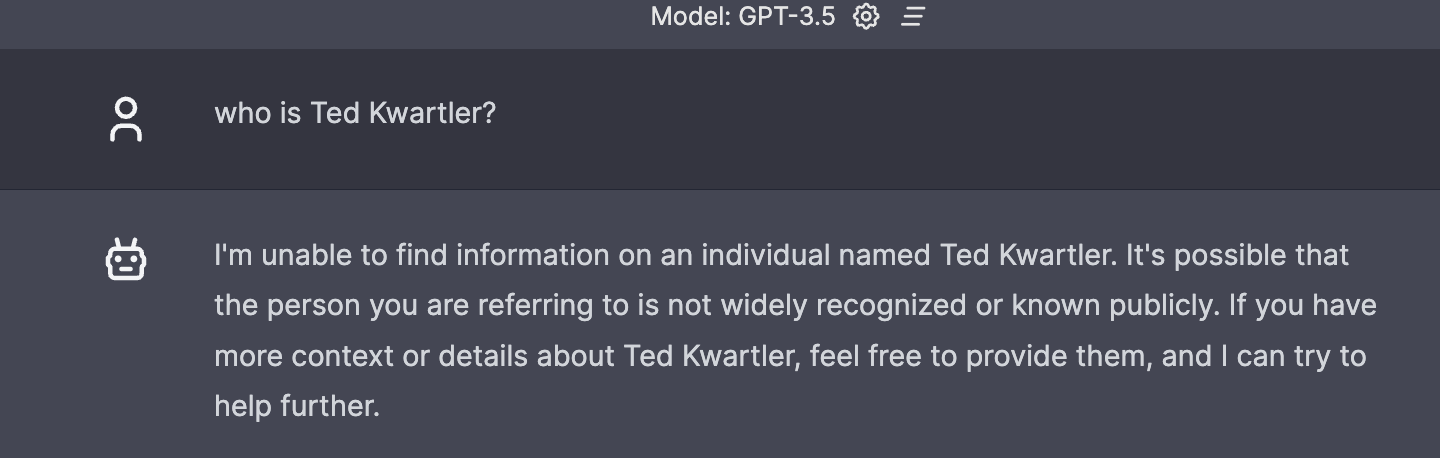 Model: GPT-3.5
who is Ted Kwartler?
I'm unable to find information on an individual named Ted Kwartler. It's possible that
the person you are referring to is not widely recognized or known publicly. If you have
more context or details about Ted Kwartler, feel free to provide them, and I can try to
help further.